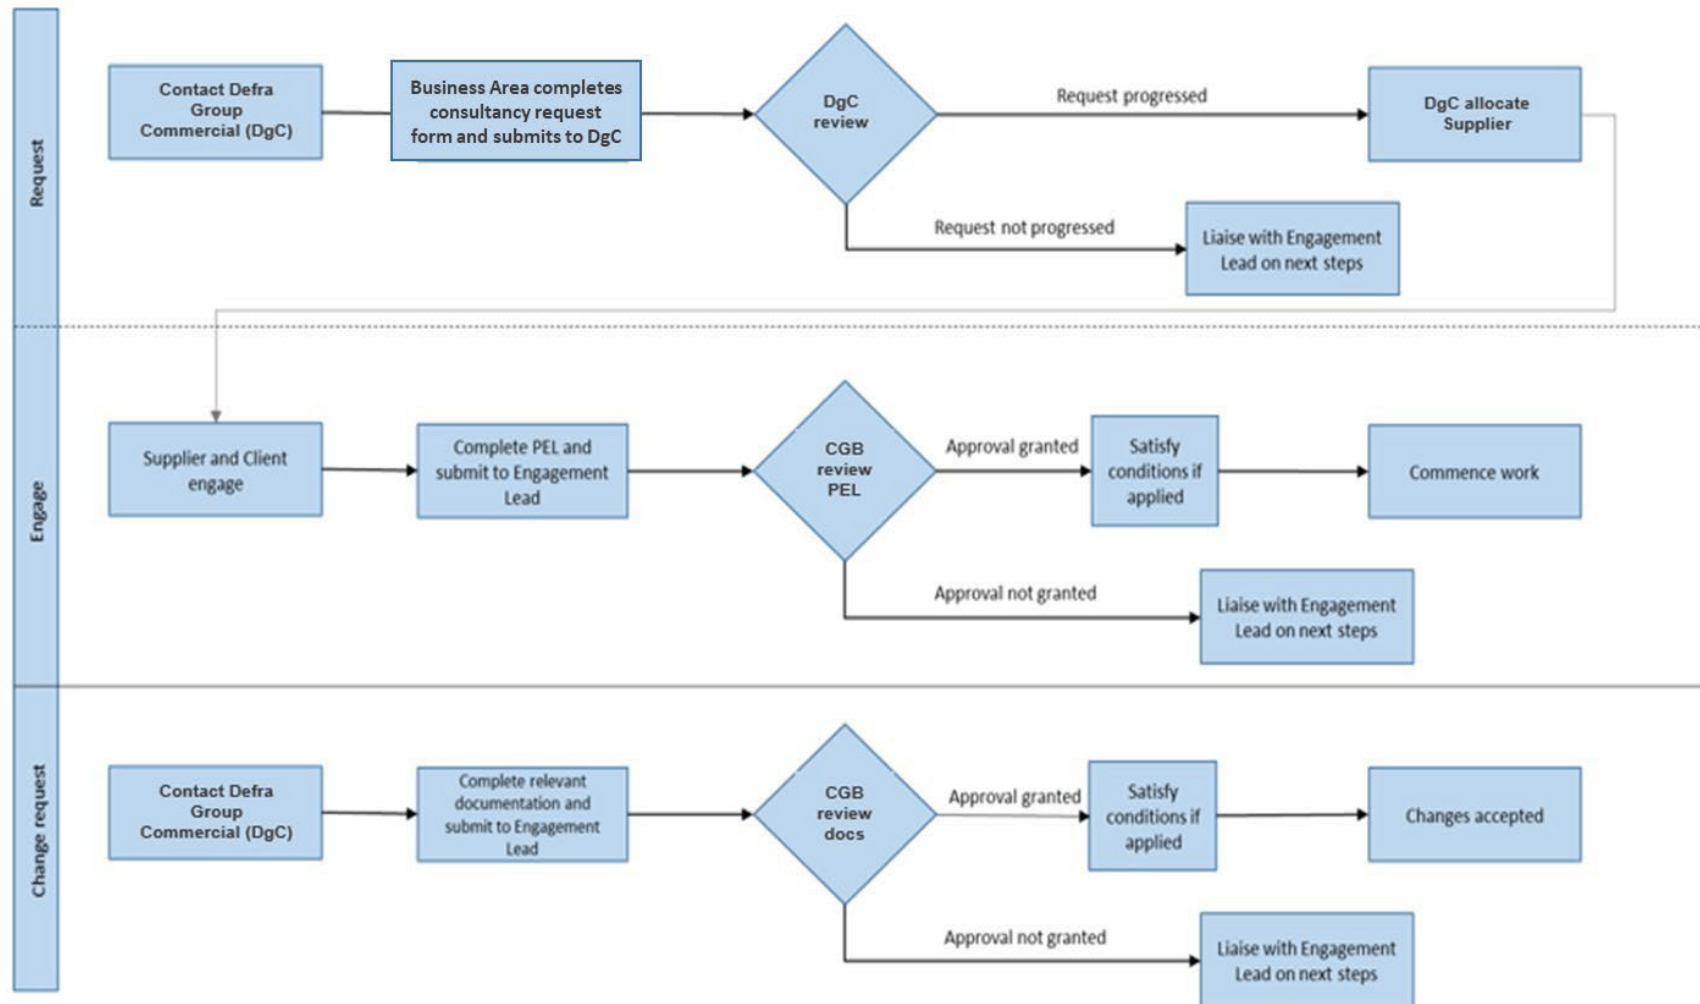 Request
Contact Defra
Group
Commercial (DgC)
Business Area completes
consultancy request
form and submits to DgC
DgC
review
Request progressed
DgC allocate
Supplier
Request not progressed
Liaise with Engagement
Lead on next steps
Engage
Supplier and Client
engage
Complete PEL and
submit to Engagement
Lead
CGB
review
PEL
Approval granted
Satisfy
conditions if
applied
Commence work
Approval not granted
Liaise with Engagement
Lead on next steps
Change request
Contact Defra
Group
Commercial (DgC)
Complete relevant
documentation and
submit to Engagement
Lead
CGB
review
docs
Approval granted
Satisfy
conditions if
applied
Changes accepted
Approval not granted
Liaise with Engagement
Lead on next steps